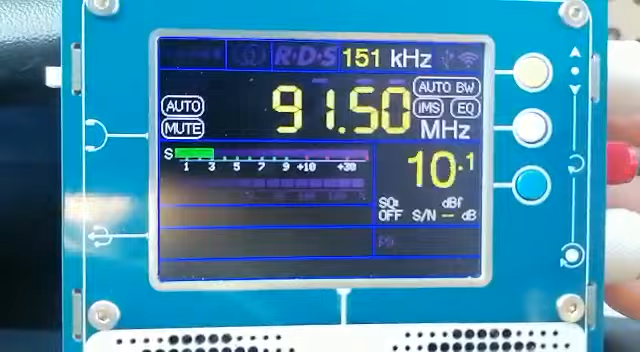 R·D·S 151 kHz
AUTO BW
AUTO 91.50 iMS EQ
MUTE MHz
S
1 3 5 7 9 +10 +30
10.1
SQ: dBf
OFF S/N -- dB
PS